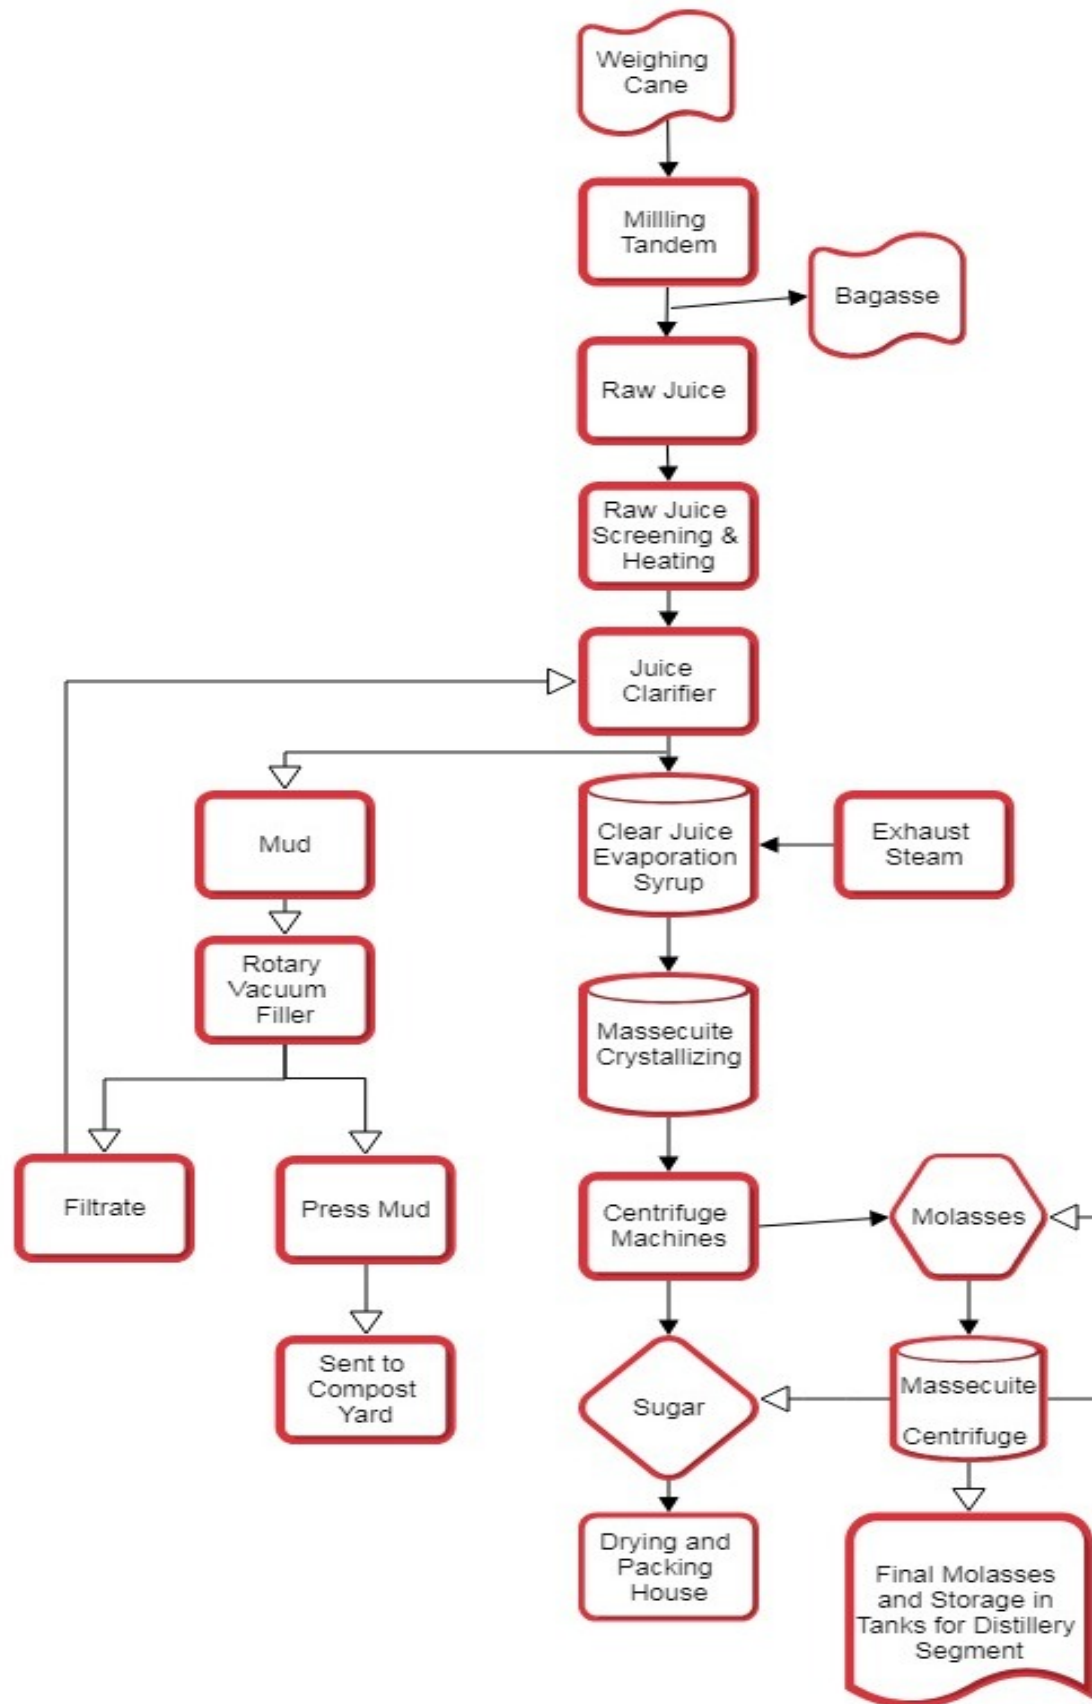 Weighing
Cane
Millling
Tandem
Bagasse
Raw Juice
Raw Juice
Screening &
Heating
Juice
Clarifier
Mud
Clear Juice
Evaporation
Syrup
Exhaust
Steam
Rotary
Vacuum
Filler
Massecuite
Crystallizing
Filtrate
Press Mud
Centrifuge
Machines
Molasses
Sent to
Compost
Yard
Sugar
Massecuite
Centrifuge
Drying and
Packing
House
Final Molasses
and Storage in
Tanks for Distillery
Segment